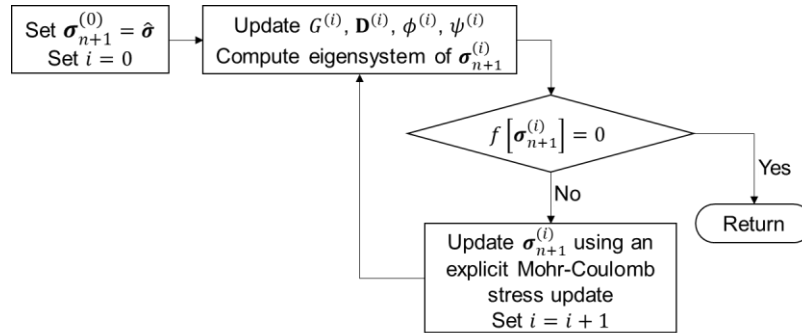 Set σ_{n+1}^{(0)} = σ̂
Set i = 0
Update G^{(i)}, D^{(i)}, ϕ^{(i)}, ψ^{(i)}
Compute eigensystem of σ_{n+1}^{(i)}
f [σ_{n+1}^{(i)}] = 0
Yes
No
Return
Update σ_{n+1}^{(i)} using an
explicit Mohr-Coulomb
stress update
Set i = i + 1